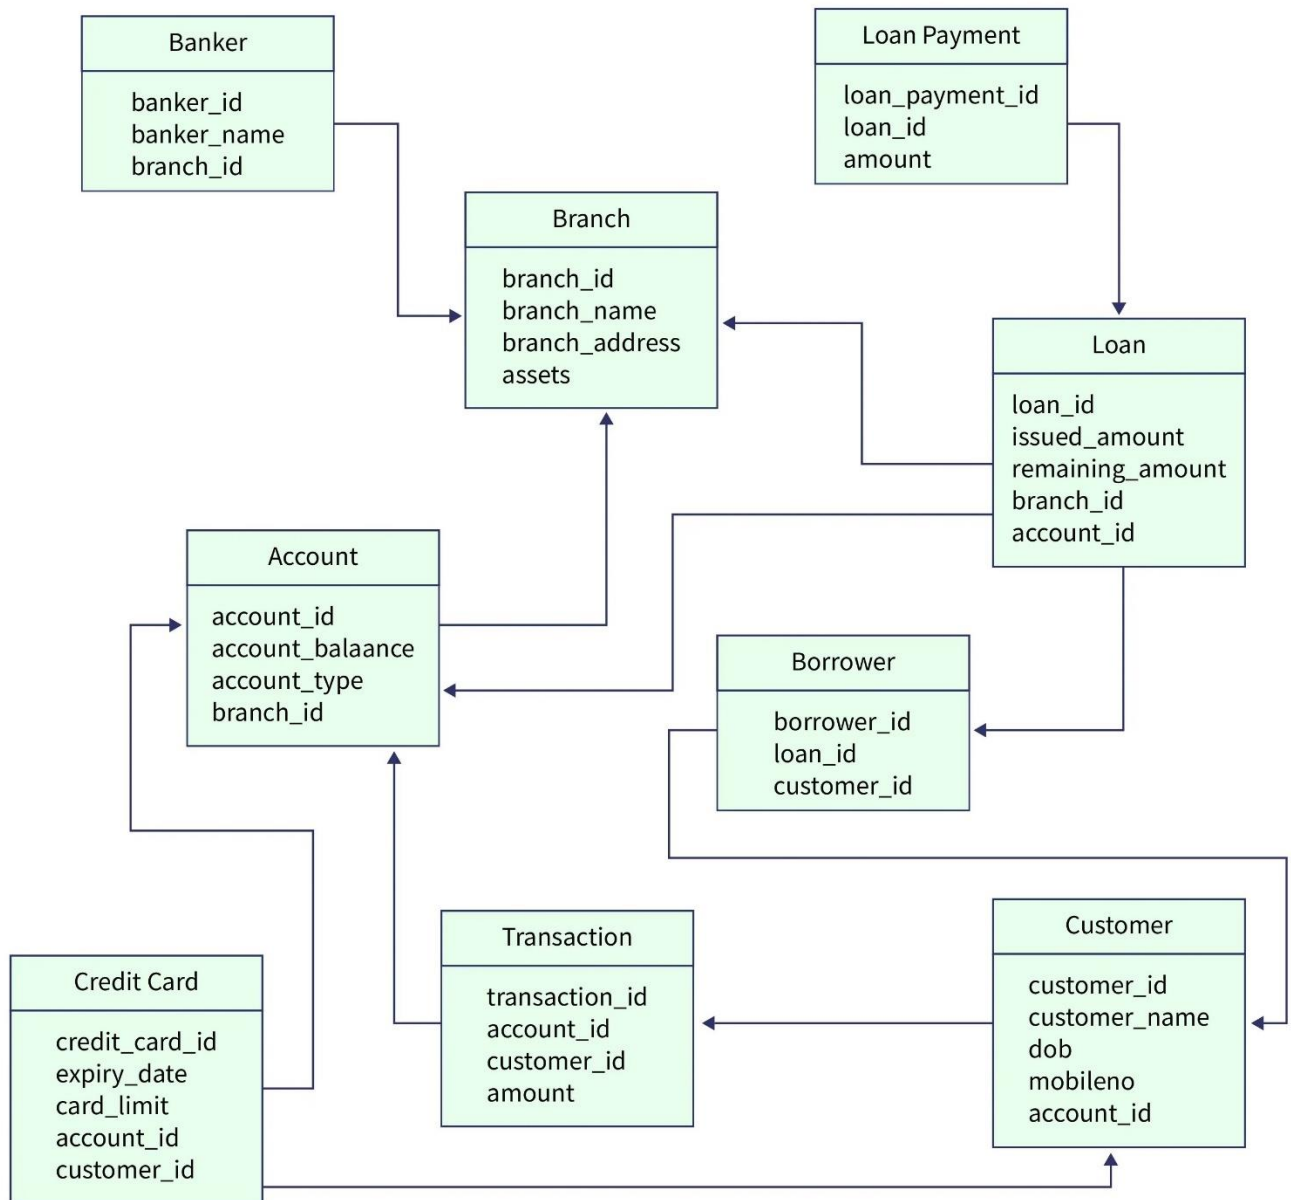 Banker
banker_id
banker_name
branch_id
Loan Payment
loan_payment_id
loan_id
amount
Branch
branch_id
branch_name
branch_address
assets
Loan
loan_id
issued_amount
remaining_amount
branch_id
account_id
Account
account_id
account_balaance
account_type
branch_id
Borrower
borrower_id
loan_id
customer_id
Credit Card
credit_card_id
expiry_date
card_limit
account_id
customer_id
Transaction
transaction_id
account_id
customer_id
amount
Customer
customer_id
customer_name
dob
mobileno
account_id